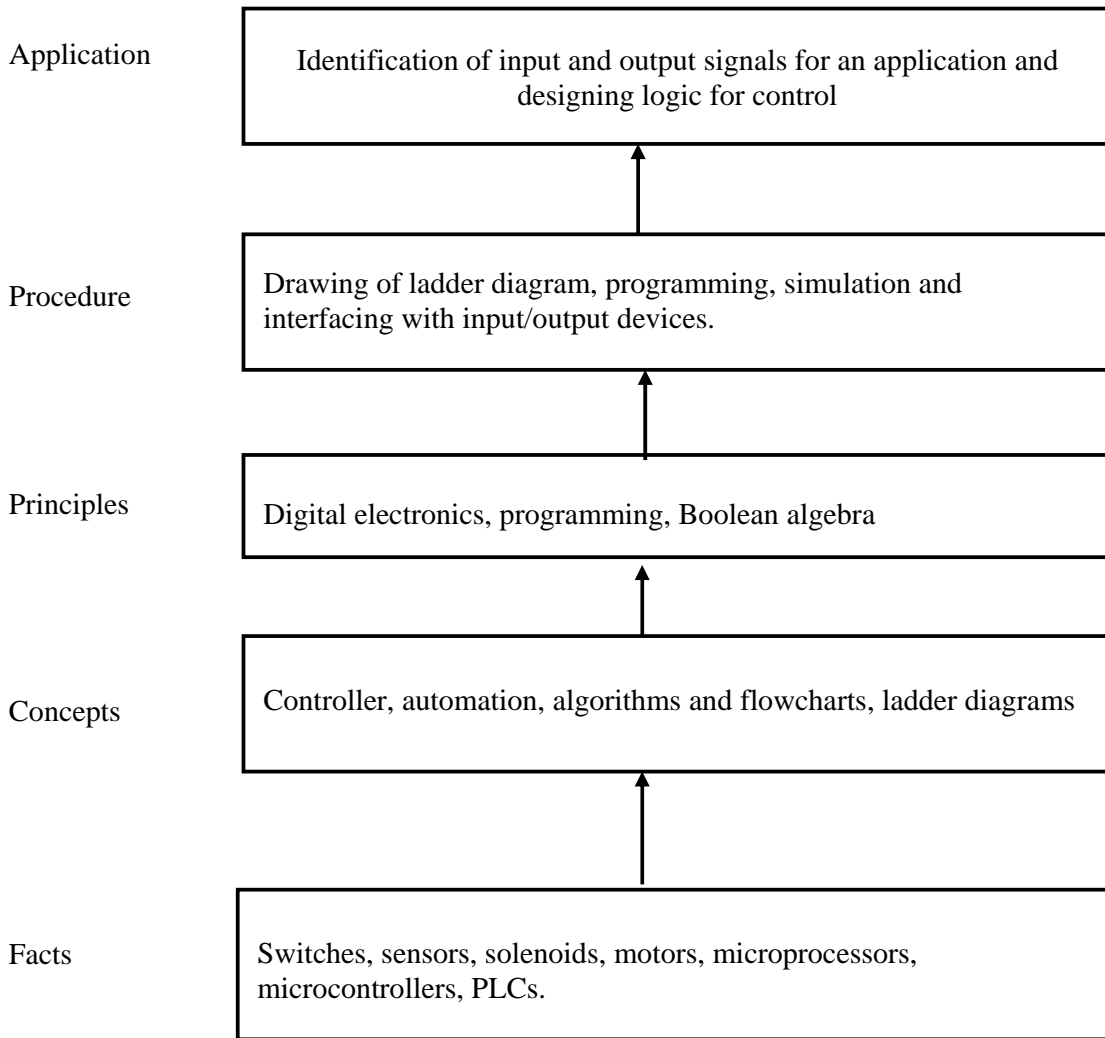 Application
Identification of input and output signals for an application and
designing logic for control
Procedure
Drawing of ladder diagram, programming, simulation and
interfacing with input/output devices.
Principles
Digital electronics, programming, Boolean algebra
Concepts
Controller, automation, algorithms and flowcharts, ladder diagrams
Facts
Switches, sensors, solenoids, motors, microprocessors,
microcontrollers, PLCs.